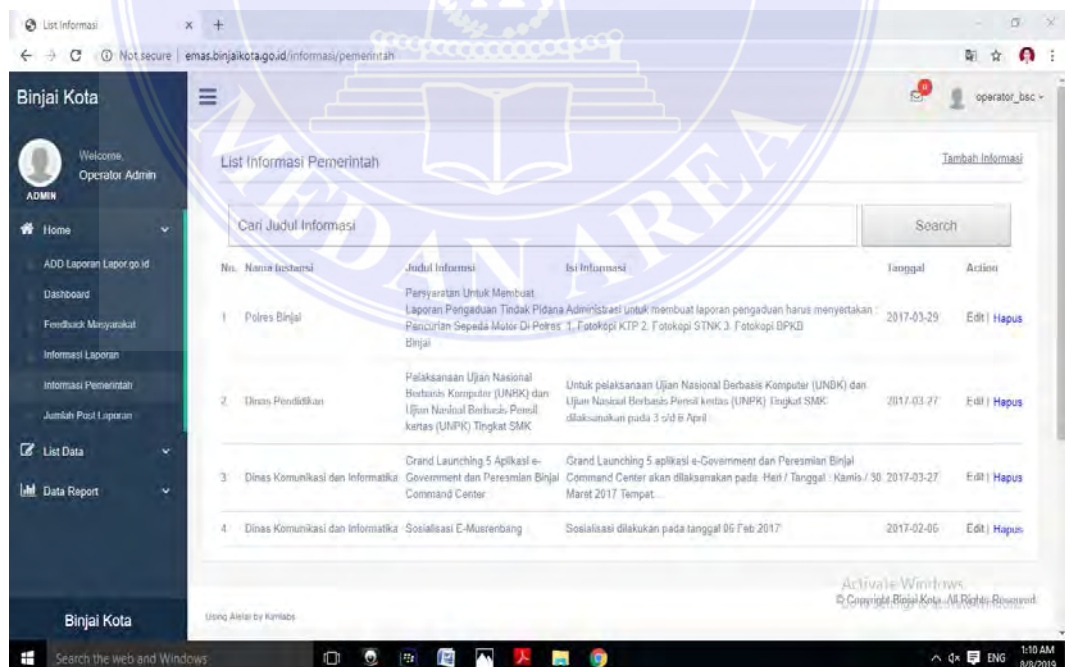 List Informasi
Not secure | emas.binjaikota.go.id/informasi/pemerintah
Binjai Kota
operator_bsc
Welcome,
Operator Admin
ADMIN
List Informasi Pemerintah
Tambah Informasi
Home
Cari Judul Informasi
Search
ADD Laporan Lapor.go.id
Dashboard
Feedback Masyarakat
Informasi Laporan
Informasi Pemerintah
Jumlah Post Laporan
List Data
Data Report
No. Nama Instansi Judul Informasi Isi Informasi Tanggal Action
1 Polres Binjai
Persyaratan Untuk Membuat
Laporan Pengaduan Tindak Pidana
Pencurian Sepeda Motor Di Polres
Binjai
Administrasi untuk membuat laporan pengaduan harus menyertakan :
1. Fotokopi KTP 2. Fotokopi STNK 3. Fotokopi BPKB
2017-03-29 Edit | Hapus
2 Dinas Pendidikan
Pelaksanaan Ujian Nasional
Berbasis Komputer (UNBK) dan
Ujian Nasional Berbasis Pensil
kertas (UNPK) Tingkat SMK
Untuk pelaksanaan Ujian Nasional Berbasis Komputer (UNBK) dan
Ujian Nasional Berbasis Pensil kertas (UNPK) Tingkat SMK
dilaksanakan pada 3 s/d 6 April
2017-03-27 Edit | Hapus
3 Dinas Komunikasi dan Informatika
Grand Launching 5 Aplikasi e-
Government dan Peresmian Binjai
Command Center
Grand Launching 5 aplikasi e-Government dan Peresmian Binjai
Command Center akan dilaksanakan pada Hari / Tanggal : Kamis / 30
Maret 2017 Tempat...
2017-03-27 Edit | Hapus
4 Dinas Komunikasi dan Informatika Sosialisasi E-Musrenbang Sosialisasi dilakukan pada tanggal 06 Feb 2017 2017-02-06 Edit | Hapus
MEDAN AREA
Activate Windows
© Copyright Binjai Kota. All Rights Reserved.
Binjai Kota
Search the web and Windows
ENG
1:10 AM
8/8/2019